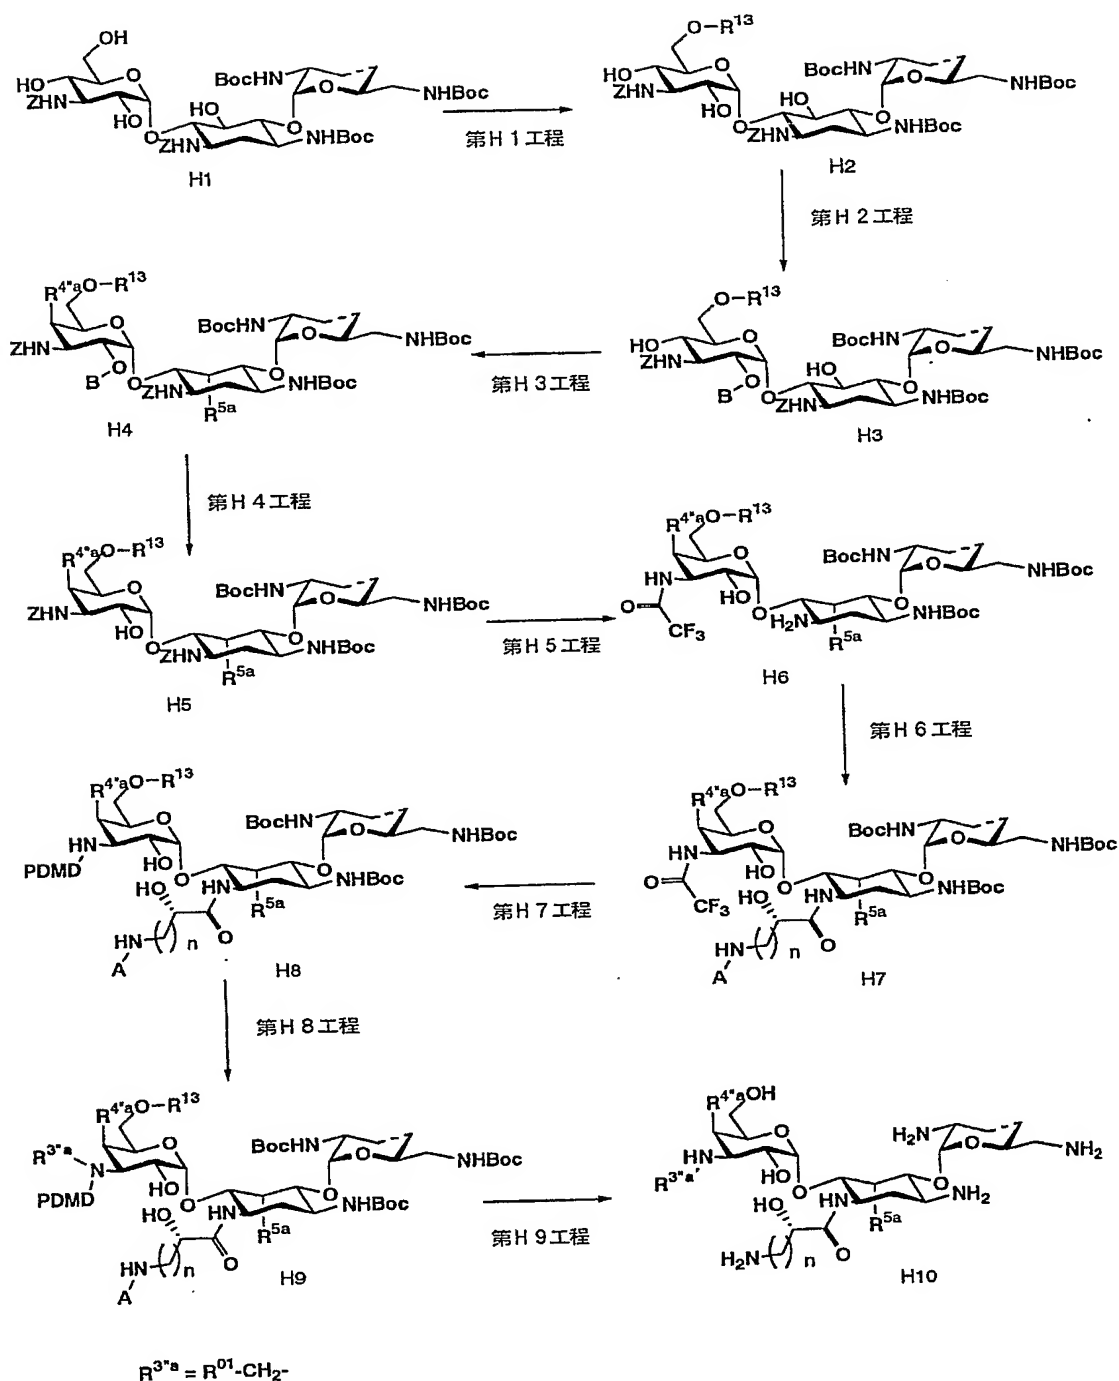 OH
O
HO
ZHN
HO
O
HO
ZHN
O
BocHN
O
NHBoc
NHBoc
H1
第H1工程
O-R¹³
O
HO
ZHN
HO
O
HO
ZHN
O
BocHN
O
NHBoc
NHBoc
H2
第H2工程
R⁴"ᵃ
O-R¹³
O
ZHN
O
B
O
ZHN
R⁵ᵃ
O
BocHN
O
NHBoc
NHBoc
H4
第H3工程
O-R¹³
O
HO
ZHN
O
B
O
HO
ZHN
O
BocHN
O
NHBoc
NHBoc
H3
第H4工程
R⁴"ᵃ
O-R¹³
O
ZHN
HO
O
ZHN
R⁵ᵃ
O
BocHN
O
NHBoc
NHBoc
H5
第H5工程
R⁴"ᵃ
O-R¹³
O
HN
O
CF₃
HO
O
H₂N
R⁵ᵃ
O
BocHN
O
NHBoc
NHBoc
H6
第H6工程
R⁴"ᵃ
O-R¹³
O
HN
PDMD
HO
O
HO
HN
R⁵ᵃ
O
BocHN
O
NHBoc
NHBoc
HN
A
n
O
H8
第H7工程
R⁴"ᵃ
O-R¹³
O
HN
O
CF₃
HO
O
HO
HN
R⁵ᵃ
O
BocHN
O
NHBoc
NHBoc
HN
A
n
O
H7
第H8工程
R⁴"ᵃ
O-R¹³
O
R³"ᵃ
N
PDMD
HO
O
HO
HN
R⁵ᵃ
O
BocHN
O
NHBoc
NHBoc
HN
A
n
O
H9
第H9工程
R⁴"ᵃ
OH
O
HN
R³"ᵃ'
HO
O
HO
HN
R⁵ᵃ
O
H₂N
O
NH₂
NH₂
H₂N
n
O
H10
R³"ᵃ = R⁰¹-CH₂-